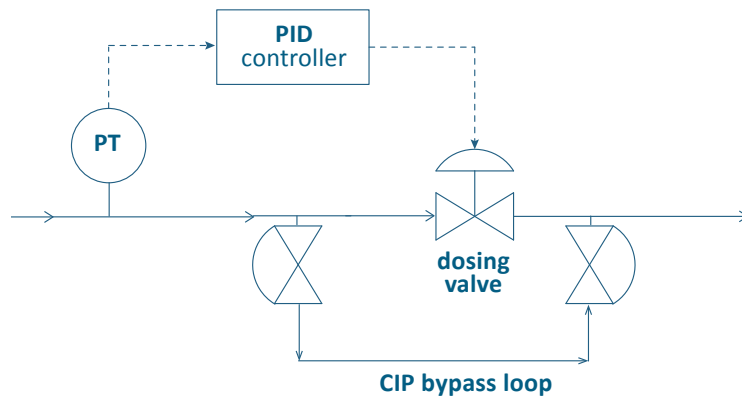 PID
controller
PT
dosing
valve
CIP bypass loop